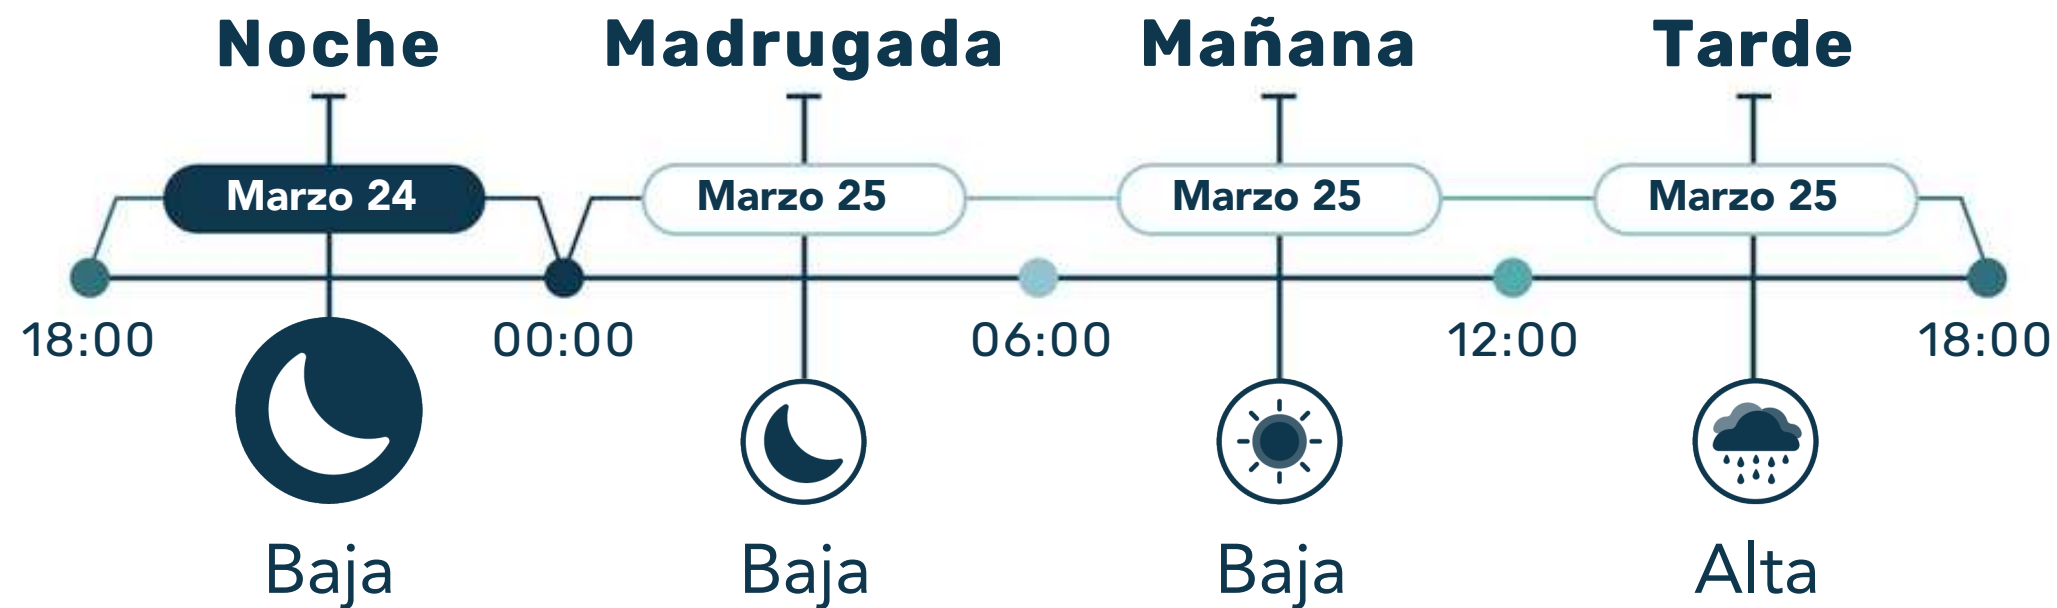 Noche Madrugada Mañana Tarde
Marzo 24 Marzo 25 Marzo 25 Marzo 25
18:00 00:00 06:00 12:00 18:00
Baja Baja Baja Alta